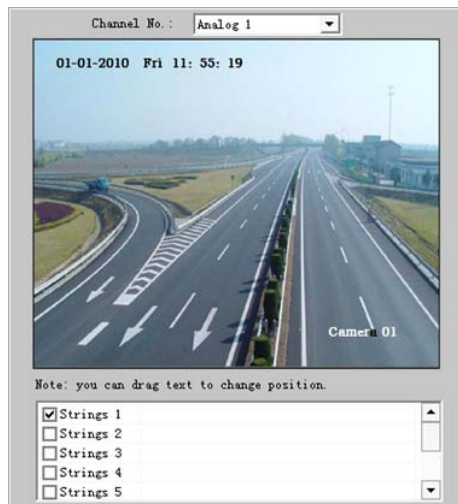 Channel No.: Analog 1
01-01-2010 Fri 11: 55: 19
Camera 01
Note: you can drag text to change position.
Strings 1
Strings 2
Strings 3
Strings 4
Strings 5